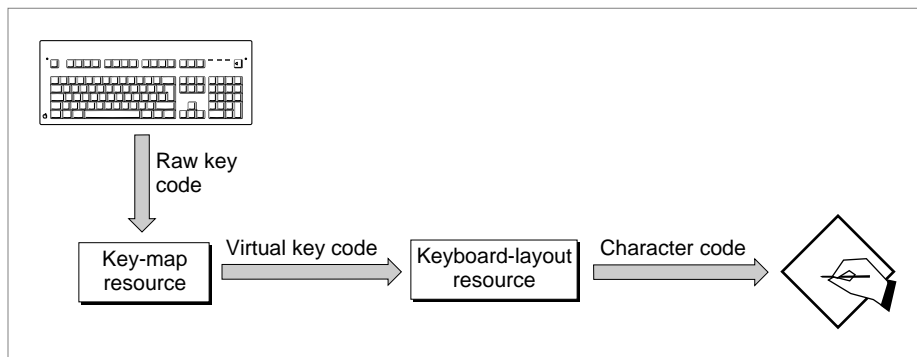 Raw key
code
Key-map
resource
Virtual key code
Keyboard-layout
resource
Character code